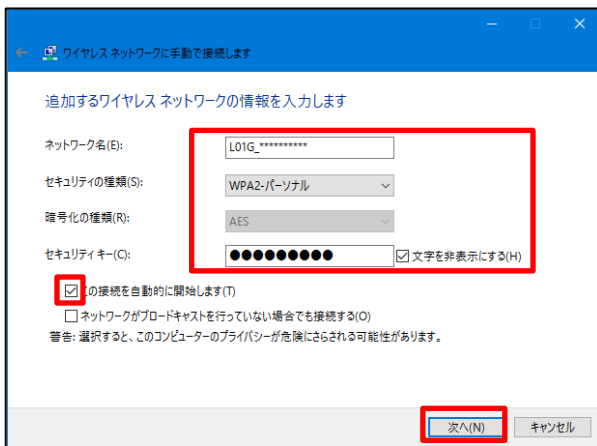 ワイヤレス ネットワークに手動で接続します
追加するワイヤレス ネットワークの情報を入力します
ネットワーク名(E): L01G_**********
セキュリティの種類(S): WPA2-パーソナル
暗号化の種類(R): AES
セキュリティ キー(C): ●●●●●●●●● 文字を非表示にする(H)
この接続を自動的に開始します(T)
ネットワークがブロードキャストを行っていない場合でも接続する(O)
警告: 選択すると、このコンピューターのプライバシーが危険にさらされる可能性があります。
次へ(N) キャンセル